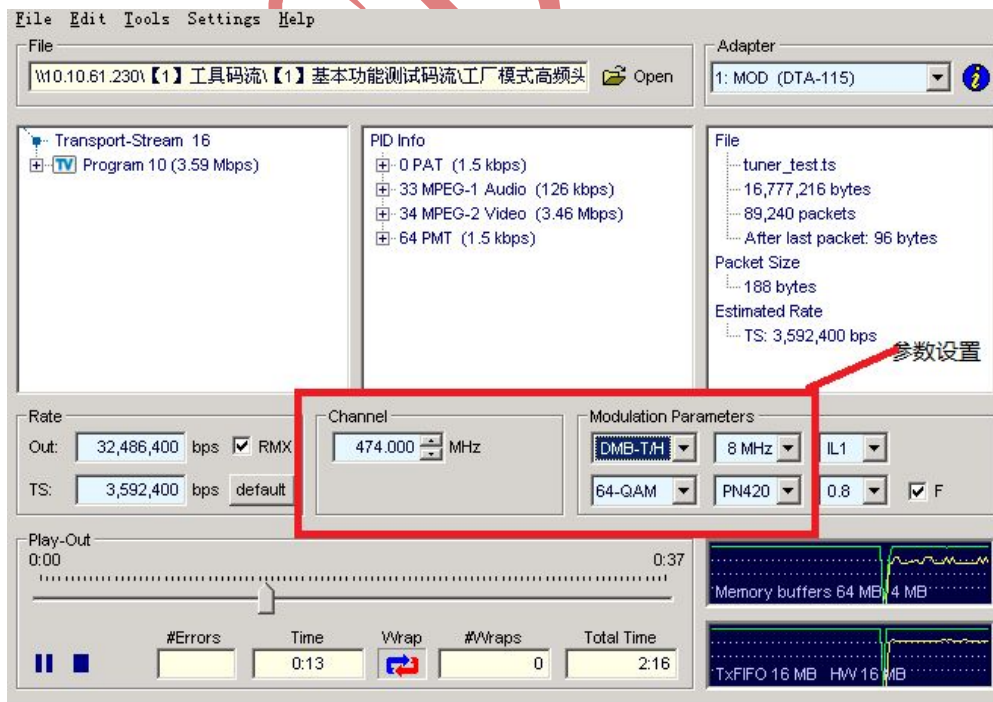 File Edit Tools Settings Help
File
\\10.10.61.230\【1】工具码流\【1】基本功能测试码流\工厂模式高频头
Open
Adapter
1: MOD (DTA-115)
Transport-Stream 16
TV Program 10 (3.59 Mbps)
PID Info
0 PAT (1.5 kbps)
33 MPEG-1 Audio (126 kbps)
34 MPEG-2 Video (3.46 Mbps)
64 PMT (1.5 kbps)
File
tuner_test.ts
16,777,216 bytes
89,240 packets
After last packet: 96 bytes
Packet Size
188 bytes
Estimated Rate
TS: 3,592,400 bps
参数设置
Rate
Out: 32,486,400 bps RMX
TS: 3,592,400 bps default
Channel
474.000 MHz
Modulation Parameters
DMB-T/H 8 MHz IL1
64-QAM PN420 0.8 F
Play-Out
0:00 0:37
#Errors Time Wrap #Wraps Total Time
0:13 0 2:16
Memory buffers 64 MB 4 MB
TxFIFO 16 MB HW 16 MB